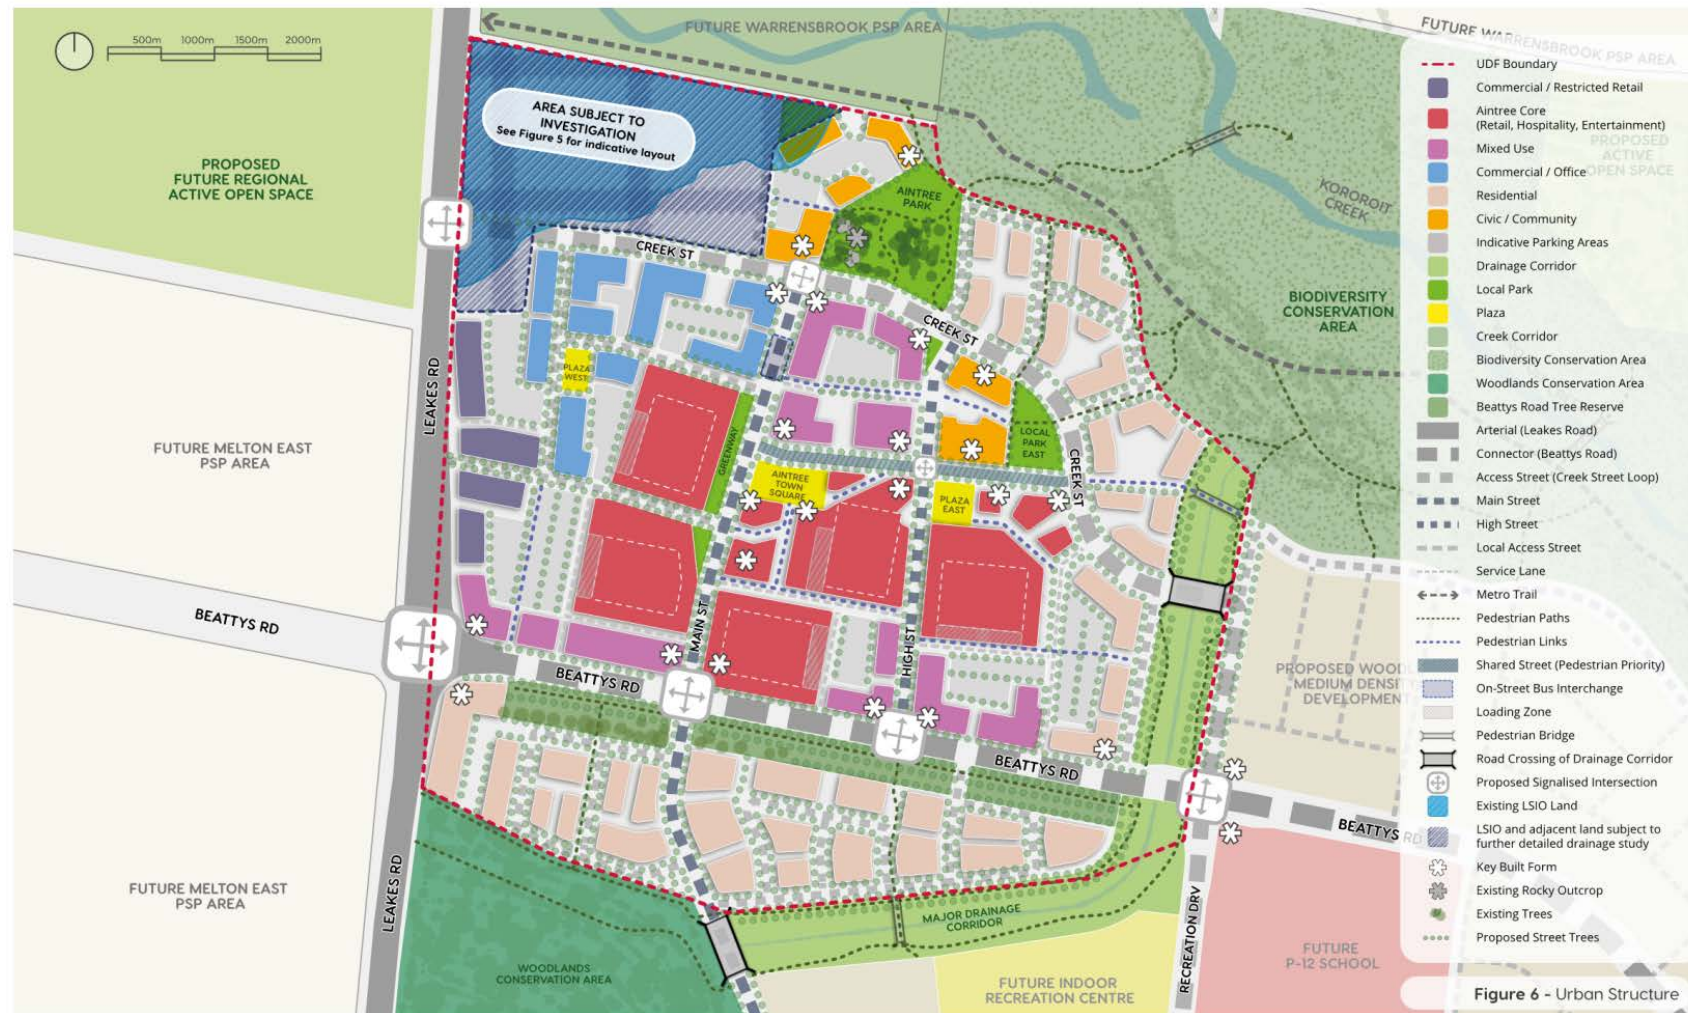 500m 1000m 1500m 2000m
FUTURE WARRENSBROOK PSP AREA
FUTURE WARRENSBROOK PSP AREA
AREA SUBJECT TO
INVESTIGATION
See Figure 5 for indicative layout
PROPOSED
FUTURE REGIONAL
ACTIVE OPEN SPACE
AINTREE
PARK
KOROROIT
CREEK
PROPOSED
ACTIVE
OPEN SPACE
CREEK ST
BIODIVERSITY
CONSERVATION
AREA
CREEK ST
LEAKES RD
PLAZA
WEST
FUTURE MELTON EAST
PSP AREA
GREENWAY
LOCAL
PARK
EAST
CREEK ST
AINTREE
TOWN
SQUARE
PLAZA
EAST
BEATTYS RD
MAIN ST
HIGH ST
BEATTYS RD
PROPOSED WOODL
MEDIUM DENSITY
DEVELOPMENT
BEATTYS RD
BEATTYS RD
LEAKES RD
FUTURE MELTON EAST
PSP AREA
MAJOR DRAINAGE
CORRIDOR
WOODLANDS
CONSERVATION AREA
RECREATION DRV
FUTURE INDOOR
RECREATION CENTRE
FUTURE
P-12 SCHOOL
UDF Boundary
Commercial / Restricted Retail
Aintree Core
(Retail, Hospitality, Entertainment)
Mixed Use
Commercial / Office
Residential
Civic / Community
Indicative Parking Areas
Drainage Corridor
Local Park
Plaza
Creek Corridor
Biodiversity Conservation Area
Woodlands Conservation Area
Beattys Road Tree Reserve
Arterial (Leakes Road)
Connector (Beattys Road)
Access Street (Creek Street Loop)
Main Street
High Street
Local Access Street
Service Lane
Metro Trail
Pedestrian Paths
Pedestrian Links
Shared Street (Pedestrian Priority)
On-Street Bus Interchange
Loading Zone
Pedestrian Bridge
Road Crossing of Drainage Corridor
Proposed Signalised Intersection
Existing LSIO Land
LSIO and adjacent land subject to
further detailed drainage study
Key Built Form
Existing Rocky Outcrop
Existing Trees
Proposed Street Trees
Figure 6 - Urban Structure